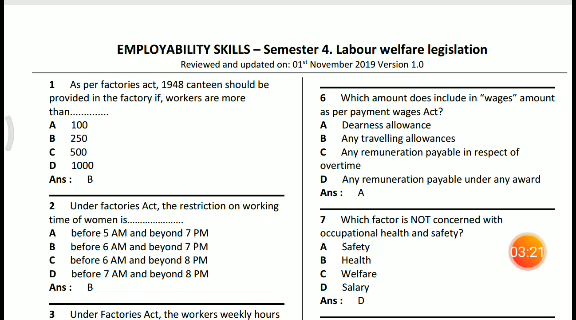 EMPLOYABILITY SKILLS – Semester 4. Labour welfare legislation
Reviewed and updated on: 01st November 2019 Version 1.0
1 As per factories act, 1948 canteen should be
provided in the factory if, workers are more
than..............
A 100
B 250
C 500
D 1000
Ans : B
2 Under factories Act, the restriction on working
time of women is......................
A before 5 AM and beyond 7 PM
B before 6 AM and beyond 7 PM
C before 6 AM and beyond 8 PM
D before 7 AM and beyond 8 PM
Ans : B
3 Under Factories Act, the workers weekly hours
6 Which amount does include in “wages” amount
as per payment wages Act?
A Dearness allowance
B Any travelling allowances
C Any remuneration payable in respect of
overtime
D Any remuneration payable under any award
Ans : A
7 Which factor is NOT concerned with
occupational health and safety?
A Safety
B Health
C Welfare
D Salary
Ans : D
03:21